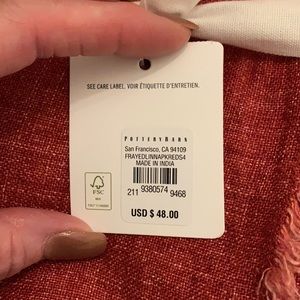 SEE CARE LABEL. VOIR ÉTIQUETTE D'ENTRETIEN.
POTTERY BARN
San Francisco, CA 94109
FRAYEDLINNAPKREDS4
MADE IN INDIA
211 9380574 9468
FSC
USD $ 48.00